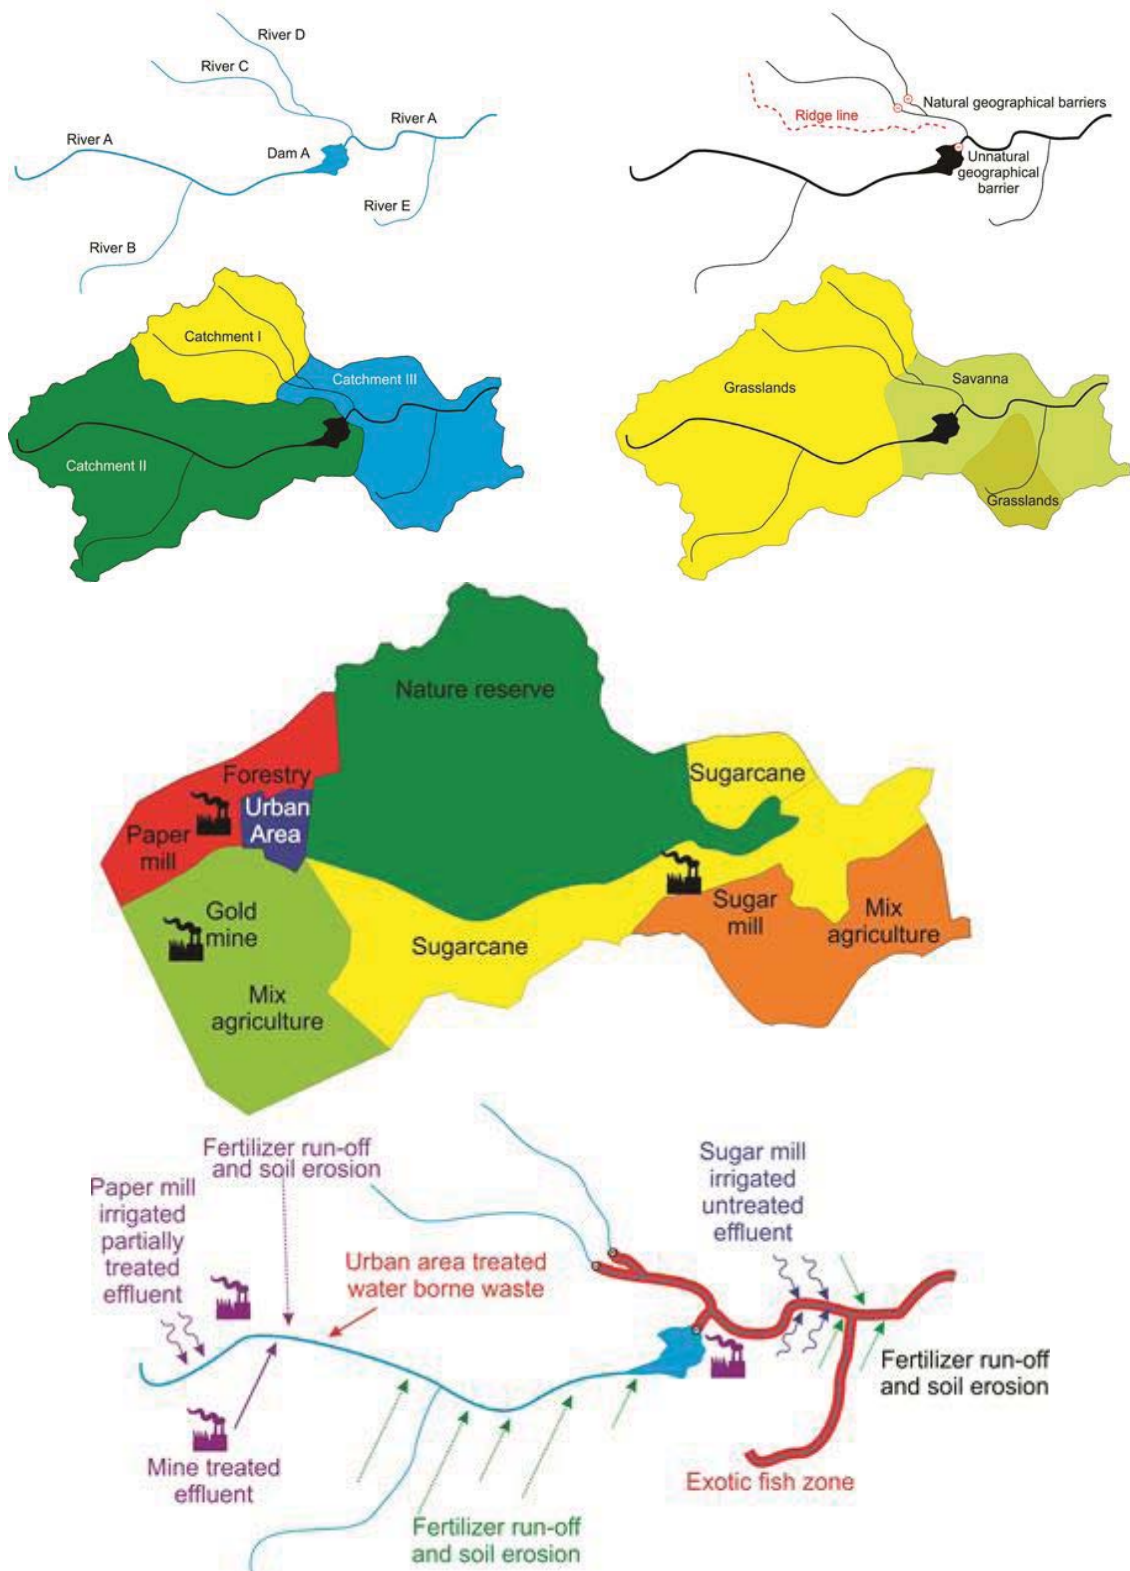 River D
River C
River A
River A
Dam A
River E
River B
Natural geographical barriers
Ridge line
Unnatural
geographical
barrier
Catchment I
Catchment III
Catchment II
Grasslands
Savanna
Grasslands
Nature reserve
Sugarcane
Forestry
Urban
Area
Paper
mill
Gold
mine
Sugar
mill
Mix
agriculture
Sugarcane
Mix
agriculture
Fertilizer run-off
and soil erosion
Paper mill
irrigated
partially
treated
effluent
Sugar mill
irrigated
untreated
effluent
Urban area treated
water borne waste
Fertilizer run-off
and soil erosion
Mine treated
effluent
Exotic fish zone
Fertilizer run-off
and soil erosion